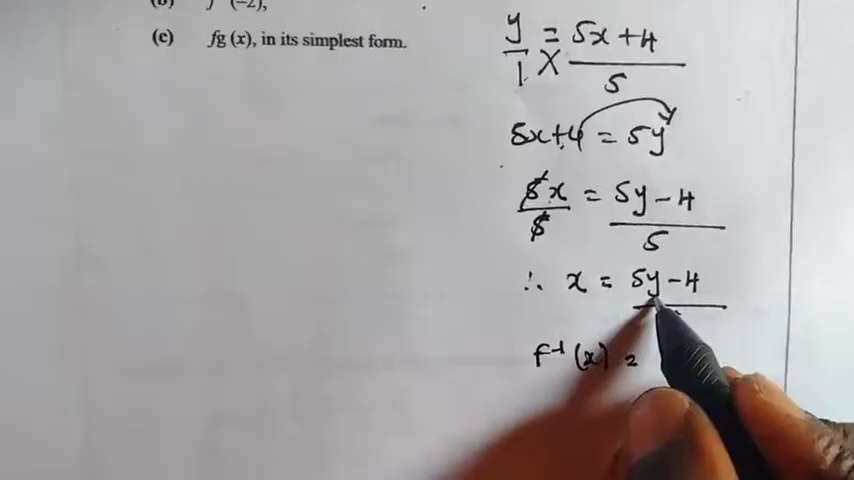 (-2),
(c) fg (x), in its simplest form.
y = 5x + 4
1 X 5
5x+4 = 5y
5x = 5y - 4
5 5
∴ x = 5y - 4
f⁻¹ (x) =